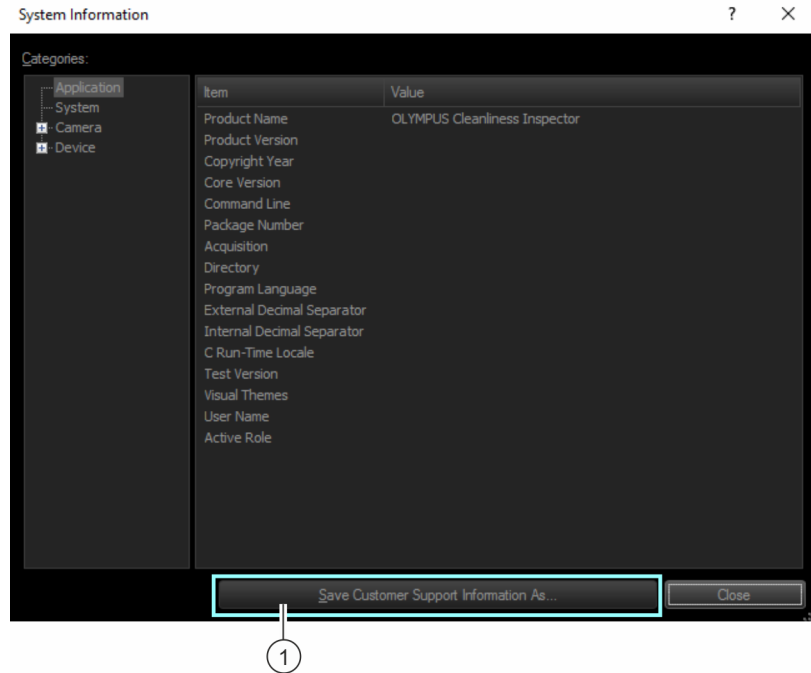 System Information
?
Categories:
Application
System
Camera
Device
Item Value
Product Name OLYMPUS Cleanliness Inspector
Product Version
Copyright Year
Core Version
Command Line
Package Number
Acquisition
Directory
Program Language
External Decimal Separator
Internal Decimal Separator
C Run-Time Locale
Test Version
Visual Themes
User Name
Active Role
Save Customer Support Information As...
Close
1